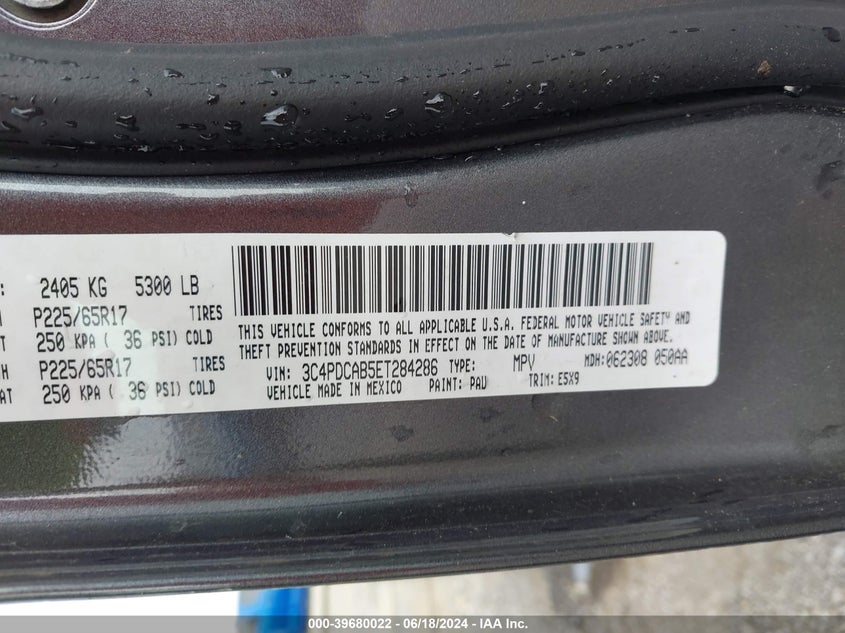 : 2405 KG 5300 LB
P225/65R17 TIRES
250 KPA ( 36 PSI) COLD
H P225/65R17 TIRES
AT 250 KPA ( 36 PSI) COLD
THIS VEHICLE CONFORMS TO ALL APPLICABLE U.S.A. FEDERAL MOTOR VEHICLE SAFETY AND
THEFT PREVENTION STANDARDS IN EFFECT ON THE DATE OF MANUFACTURE SHOWN ABOVE.
VIN: 3C4PDCAB5ET284286 TYPE: MPV MDH: 062308 050AA
VEHICLE MADE IN MEXICO PAINT: PAU TRIM: E5X9
000-39680022 - 06/18/2024 - IAA Inc.